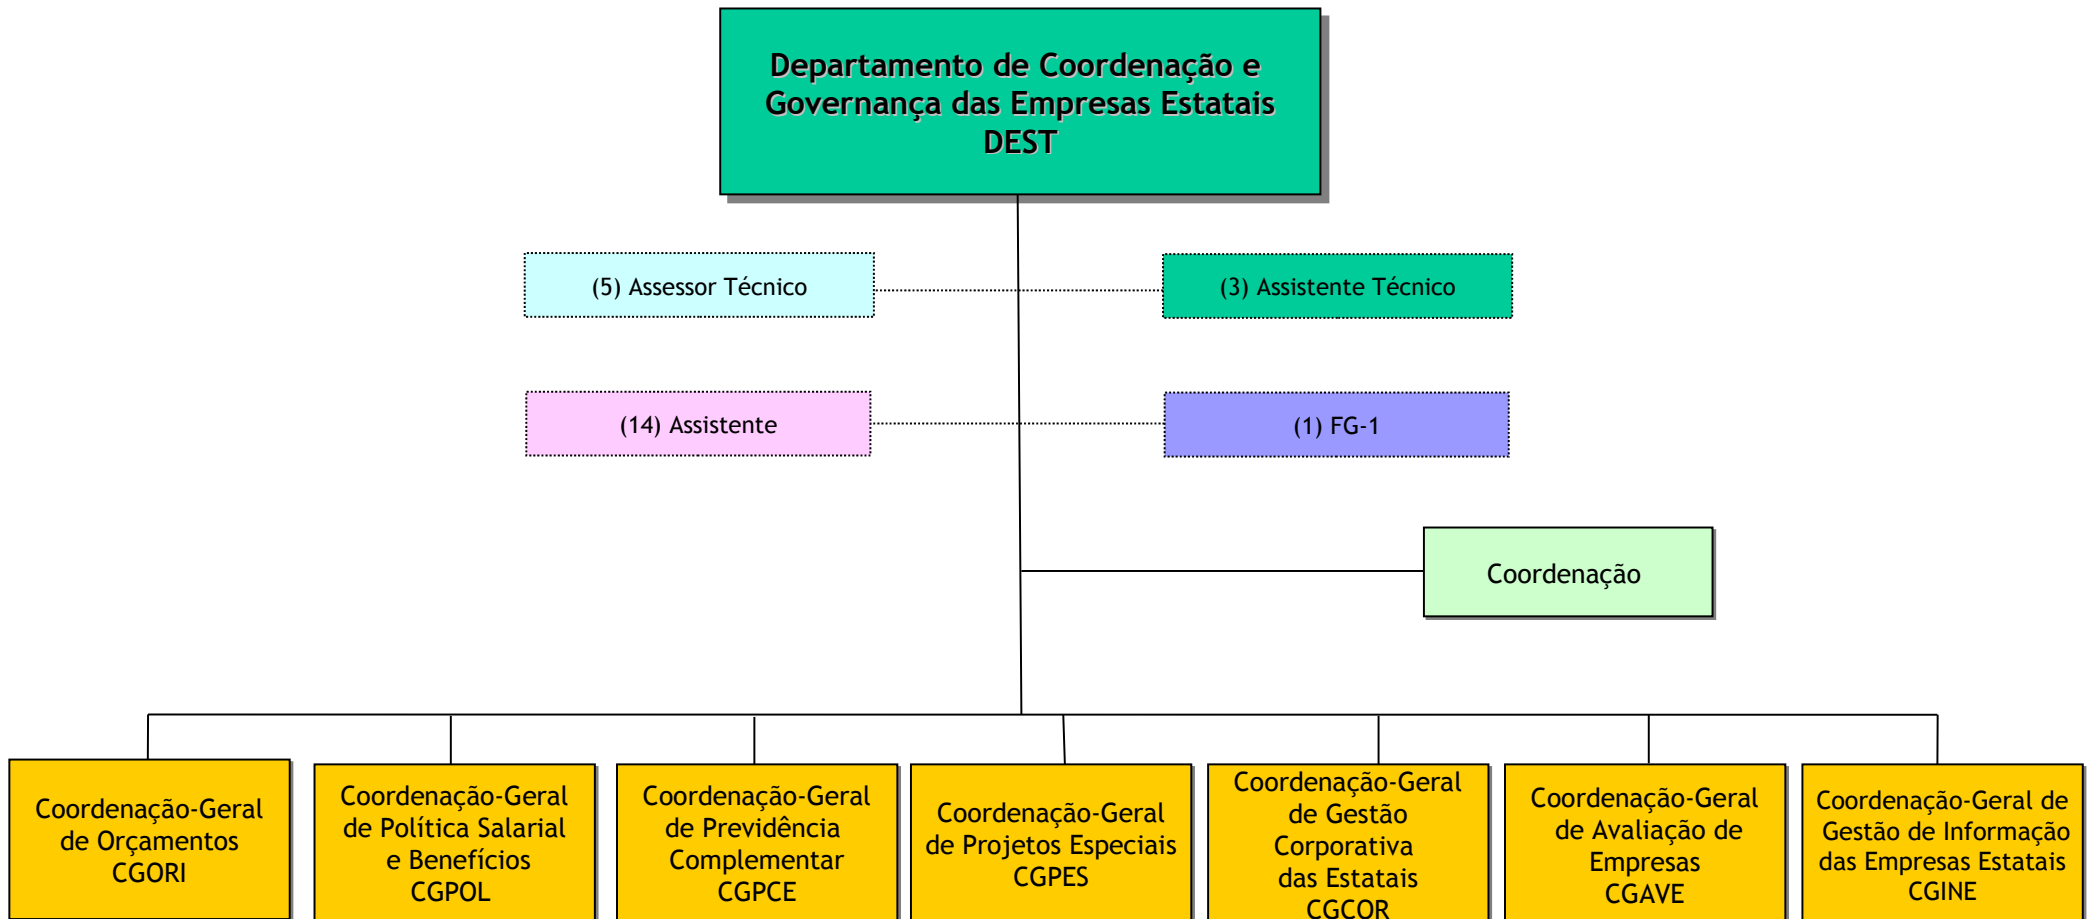 Departamento de Coordenação e
Governança das Empresas Estatais
DEST
(5) Assessor Técnico
(3) Assistente Técnico
(14) Assistente
(1) FG-1
Coordenação
Coordenação-Geral
de Orçamentos
CGORI
Coordenação-Geral
de Política Salarial
e Benefícios
CGPOL
Coordenação-Geral
de Previdência
Complementar
CGPCE
Coordenação-Geral
de Projetos Especiais
CGPES
Coordenação-Geral
de Gestão
Corporativa
das Estatais
CGCOR
Coordenação-Geral
de Avaliação de
Empresas
CGAVE
Coordenação-Geral de
Gestão de Informação
das Empresas Estatais
CGINE